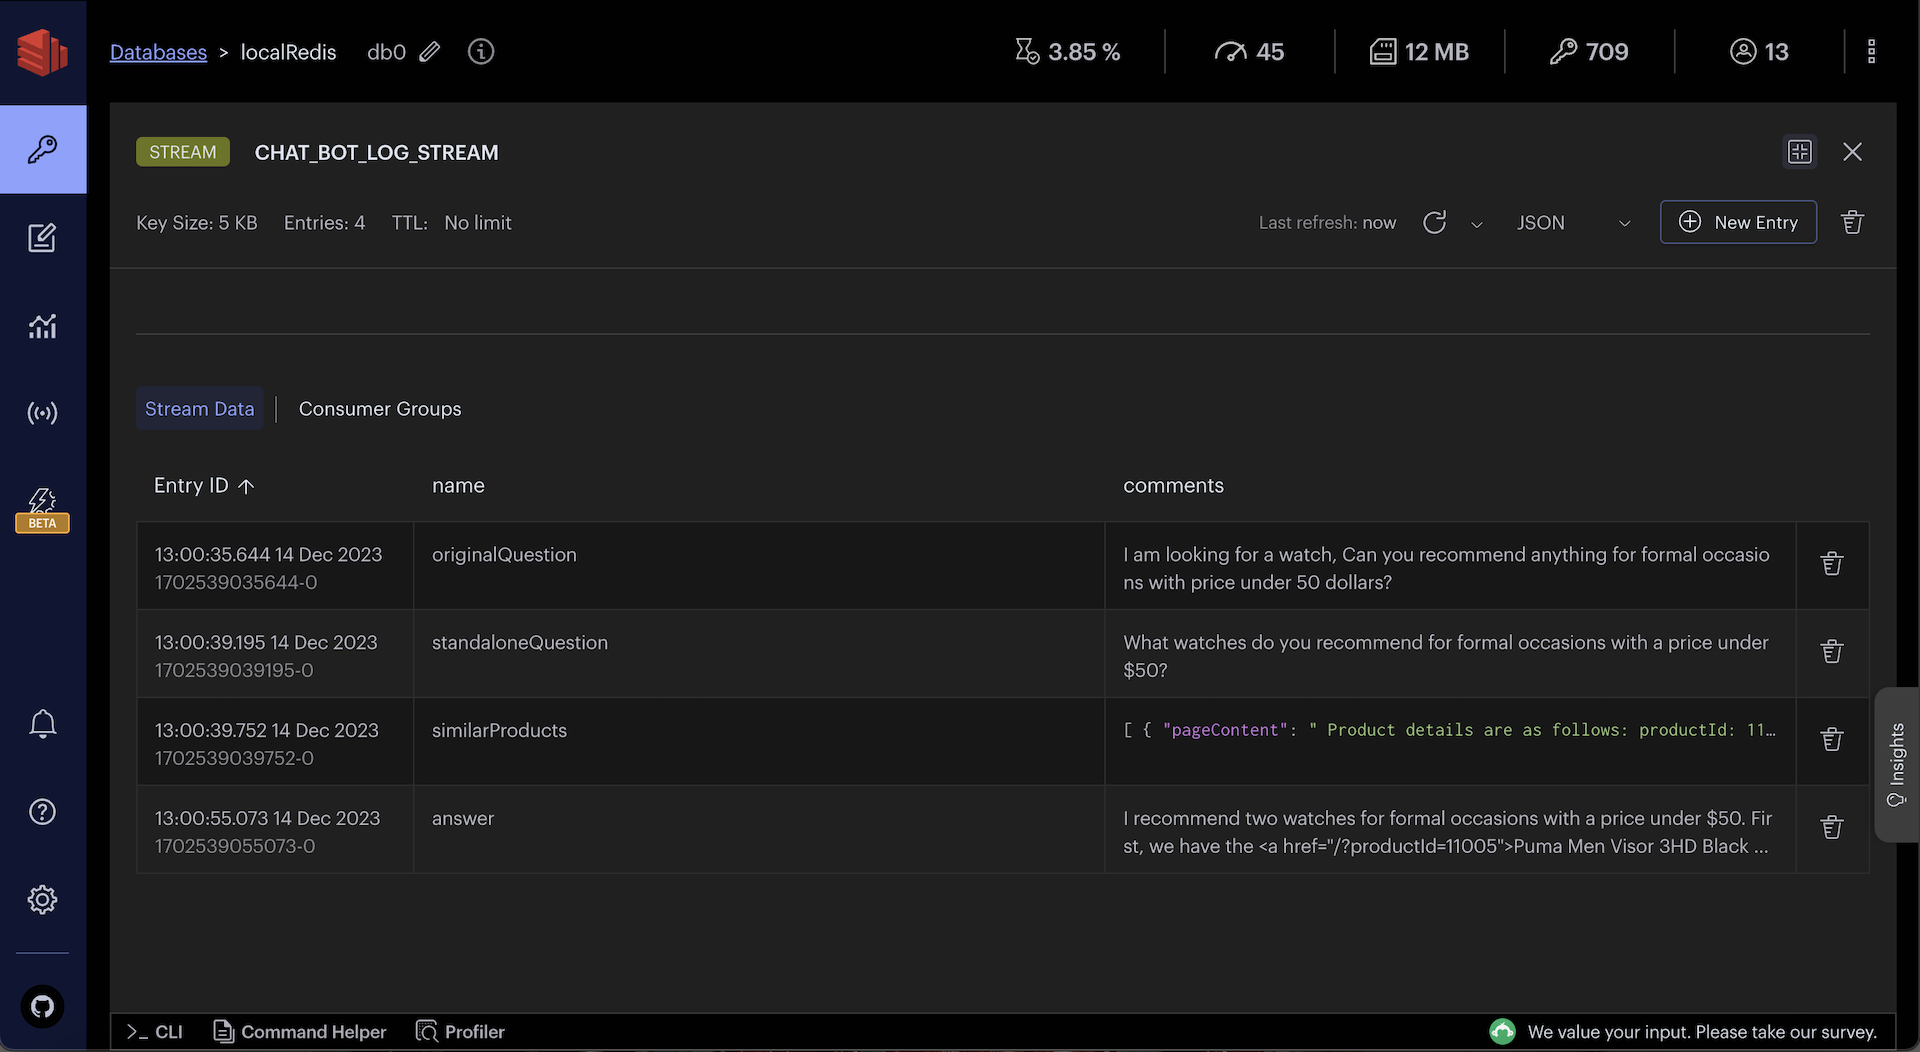 Databases > localRedis db0 3.85 % 45 12 MB 709 13
STREAM CHAT_BOT_LOG_STREAM
Key Size: 5 KB Entries: 4 TTL: No limit Last refresh: now JSON New Entry
Stream Data Consumer Groups
Entry ID name comments
13:00:35.644 14 Dec 2023 originalQuestion I am looking for a watch, Can you recommend anything for formal occasio
1702539035644-0 ns with price under 50 dollars?
13:00:39.195 14 Dec 2023 standaloneQuestion What watches do you recommend for formal occasions with a price under
1702539039195-0 $50?
13:00:39.752 14 Dec 2023 similarProducts [ { "pageContent": " Product details are as follows: productId: 11…
1702539039752-0
13:00:55.073 14 Dec 2023 answer I recommend two watches for formal occasions with a price under $50. Fir
1702539055073-0 st, we have the <a href="/?productId=11005">Puma Men Visor 3HD Black ...
BETA
Insights
>_ CLI Command Helper Profiler We value your input. Please take our survey.